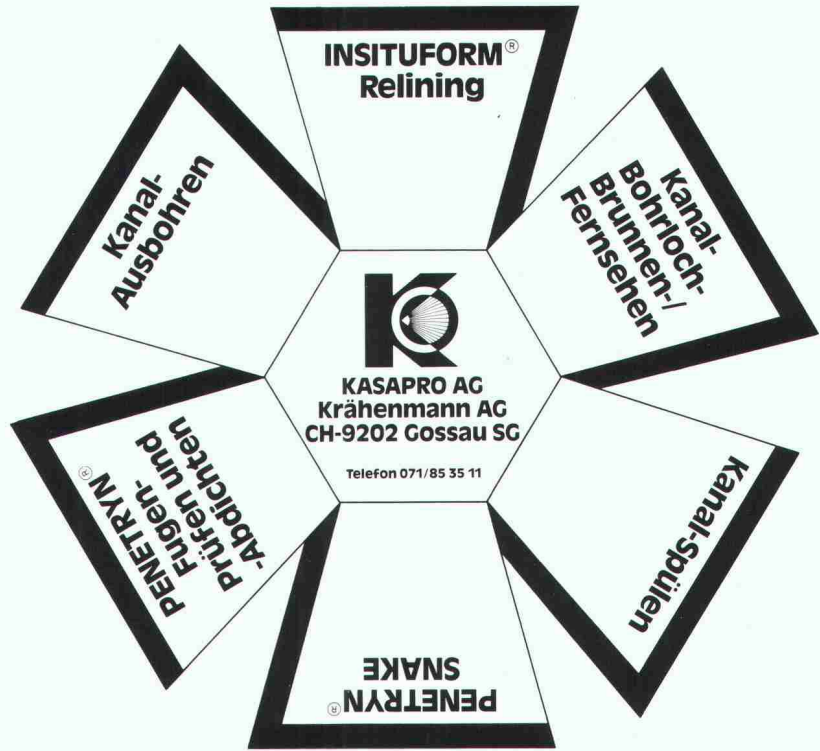 INSITUFORM®
Relining
Kanal-
Bohrloch-
Brunnen-/
Fernsehen
Kanal-Spülen
PENETRYN®
SNAKE
PENETRYN®
Fugen-
Prüfen und
-Abdichten
Kanal-
Ausbohren
KASAPRO AG
Krähenmann AG
CH-9202 Gossau SG
Telefon 071/85 35 11